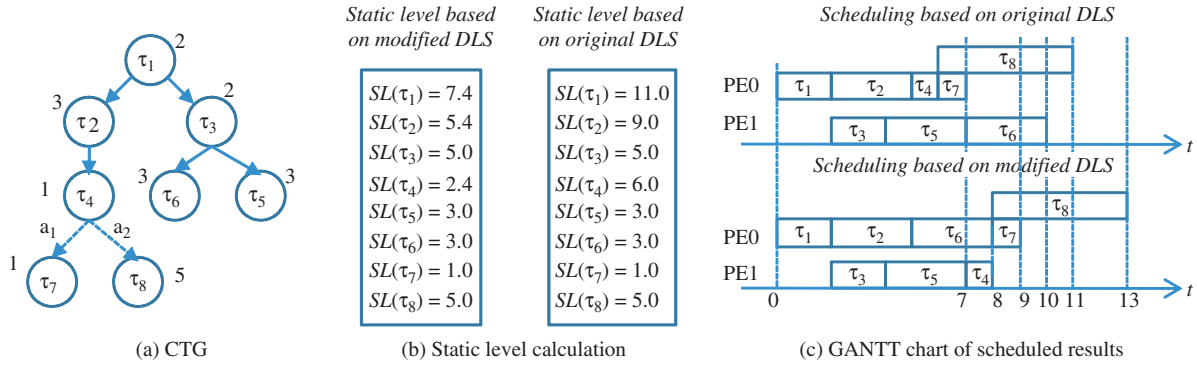 2
τ1
3
2
τ2
τ3
1
3
3
τ4
τ6
τ5
a1
a2
1
5
τ7
τ8
(a) CTG
Static level based
on modified DLS
SL(τ1) = 7.4
SL(τ2) = 5.4
SL(τ3) = 5.0
SL(τ4) = 2.4
SL(τ5) = 3.0
SL(τ6) = 3.0
SL(τ7) = 1.0
SL(τ8) = 5.0
Static level based
on original DLS
SL(τ1) = 11.0
SL(τ2) = 9.0
SL(τ3) = 5.0
SL(τ4) = 6.0
SL(τ5) = 3.0
SL(τ6) = 3.0
SL(τ7) = 1.0
SL(τ8) = 5.0
(b) Static level calculation
Scheduling based on original DLS
τ8
PE0 τ1 τ2 τ4 τ7
PE1 τ3 τ5 τ6
t
Scheduling based on modified DLS
τ8
PE0 τ1 τ2 τ6 τ7
PE1 τ3 τ5 τ4
t
0 7 8 9 10 11 13
(c) GANTT chart of scheduled results